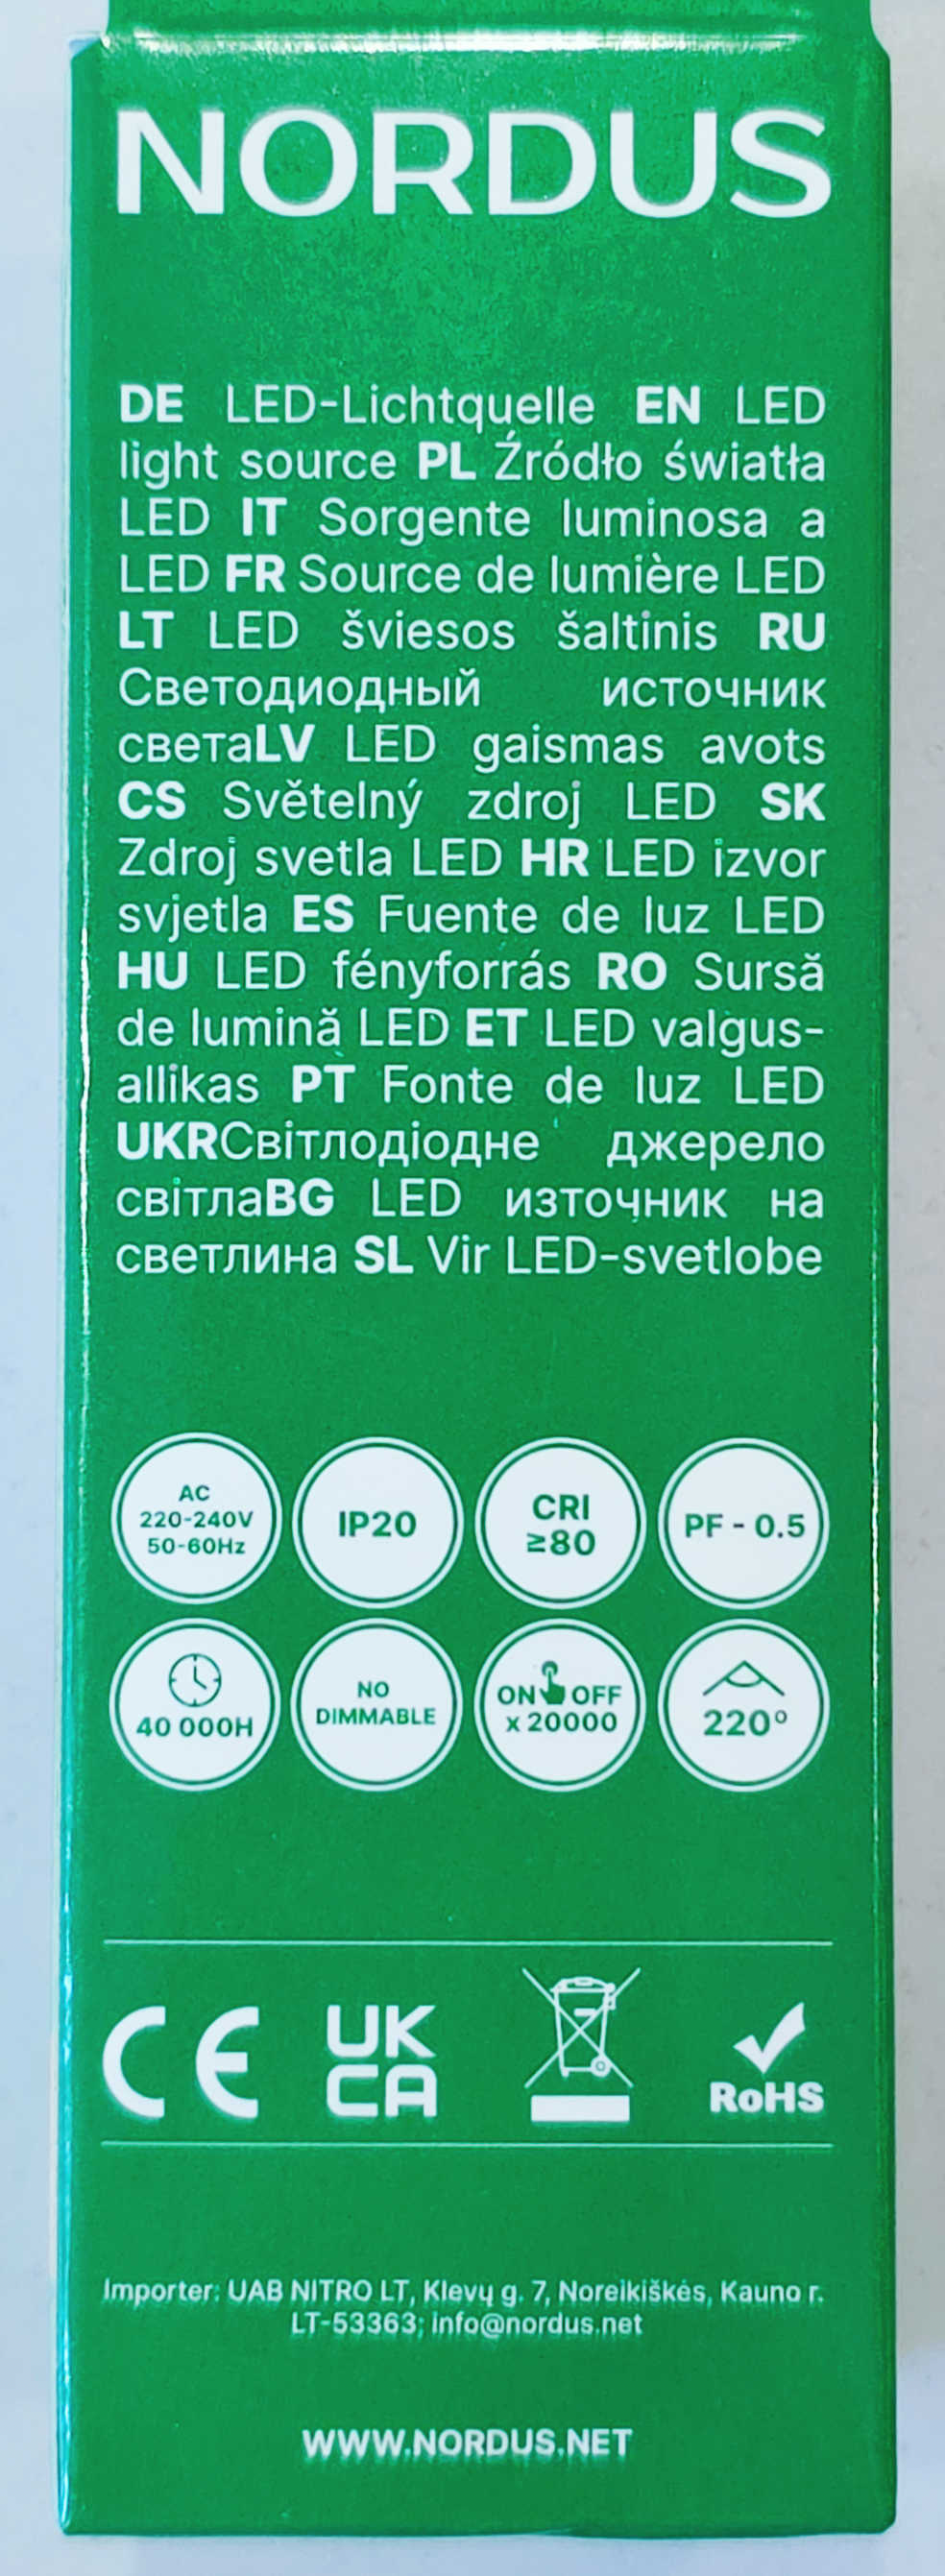 NORDUS
DE LED-Lichtquelle EN LED
light source PL Źródło światła
LED IT Sorgente luminosa a
LED FR Source de lumière LED
LT LED šviesos šaltinis RU
Светодиодный источник
светаLV LED gaismas avots
CS Světelný zdroj LED SK
Zdroj svetla LED HR LED izvor
svjetla ES Fuente de luz LED
HU LED fényforrás RO Sursă
de lumină LED ET LED valgus-
allikas PT Fonte de luz LED
UKRСвітлодіодне джерело
світлаBG LED източник на
светлина SL Vir LED-svetlobe
AC
220-240V
50-60Hz
IP20
CRI
≥80
PF - 0.5
40 000H
NO
DIMMABLE
ON OFF
x 20000
220°
CE
UK
CA
RoHS
Importer: UAB NITRO LT, Klevų g. 7, Noreikiškės, Kauno r.
LT-53363; info@nordus.net
WWW.NORDUS.NET